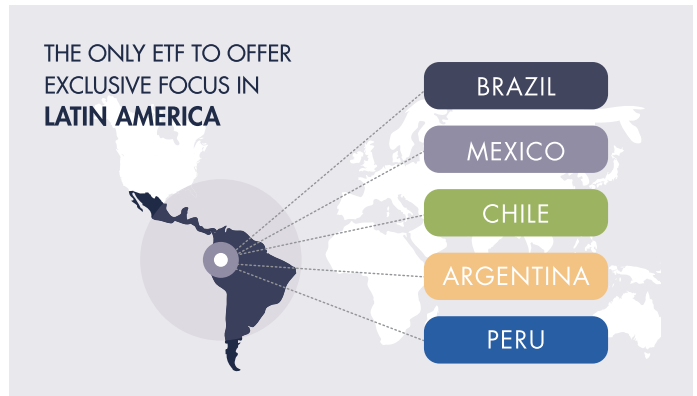 THE ONLY ETF TO OFFER
EXCLUSIVE FOCUS IN
LATIN AMERICA
BRAZIL
MEXICO
CHILE
ARGENTINA
PERU